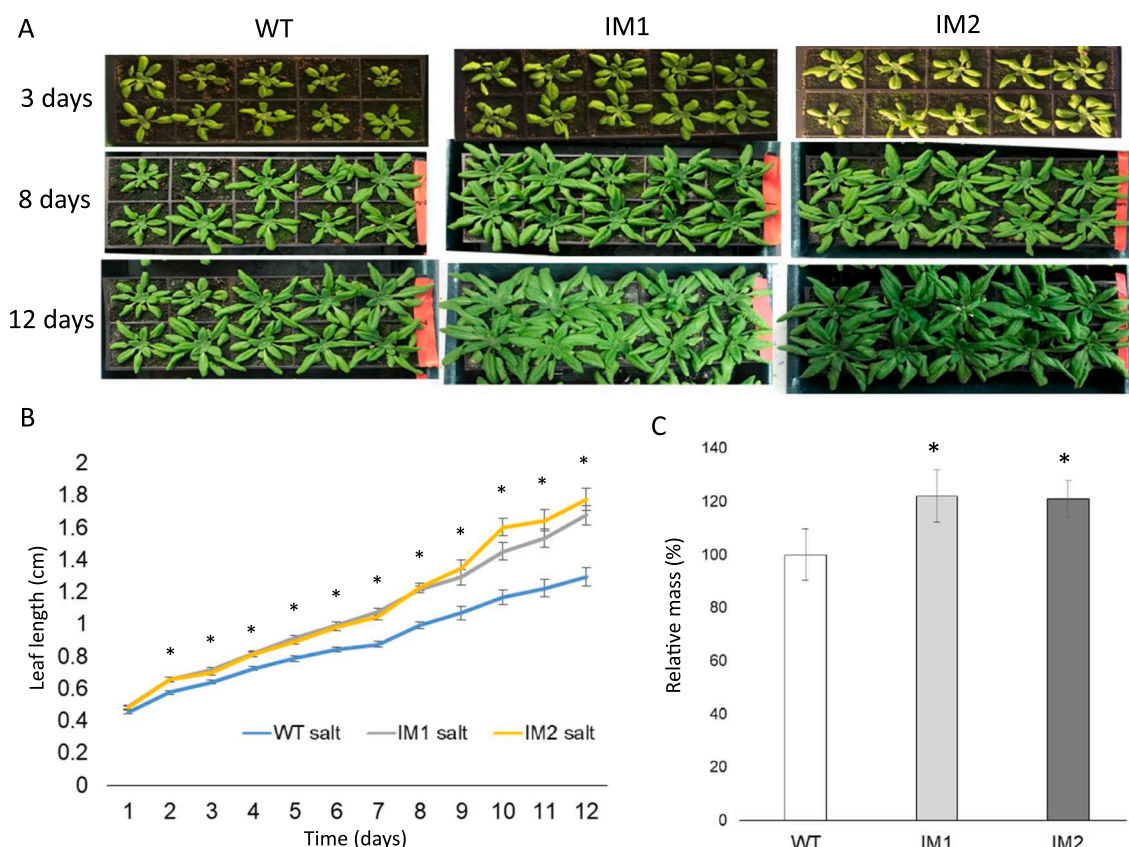 A
WT
IM1
IM2
3 days
8 days
12 days
B
2
1.8
1.6
1.4
1.2
1
0.8
0.6
0.4
0.2
0
Leaf length (cm)
*
*
*
*
*
*
*
*
*
*
*
WT salt
IM1 salt
IM2 salt
1 2 3 4 5 6 7 8 9 10 11 12
Time (days)
C
140
120
100
80
60
40
20
0
Relative mass (%)
*
*
WT
IM1
IM2